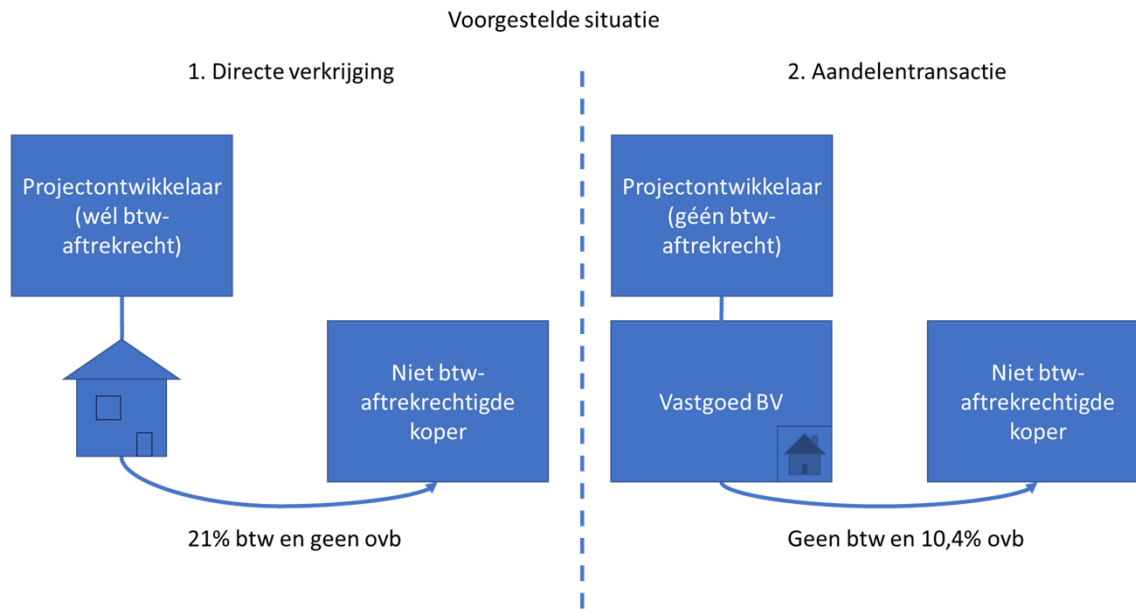 Voorgestelde situatie
1. Directe verkrijging
Projectontwikkelaar
(wél btw-
aftrekrecht)
Niet btw-
aftrekrechtigde
koper
21% btw en geen ovb
2. Aandelentransactie
Projectontwikkelaar
(géén btw-
aftrekrecht)
Vastgoed BV
Niet btw-
aftrekrechtigde
koper
Geen btw en 10,4% ovb